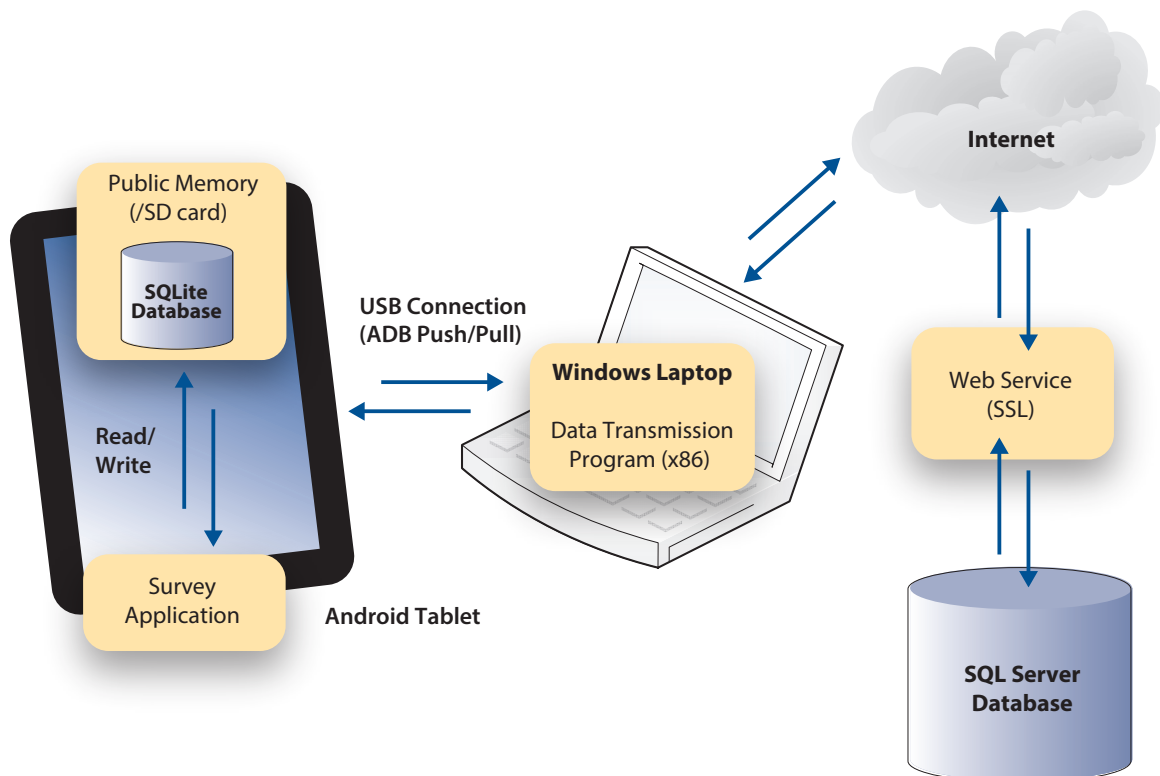 Public Memory
(/SD card)
SQLite
Database
Read/
Write
Survey
Application
Android Tablet
USB Connection
(ADB Push/Pull)
Windows Laptop
Data Transmission
Program (x86)
Internet
Web Service
(SSL)
SQL Server
Database